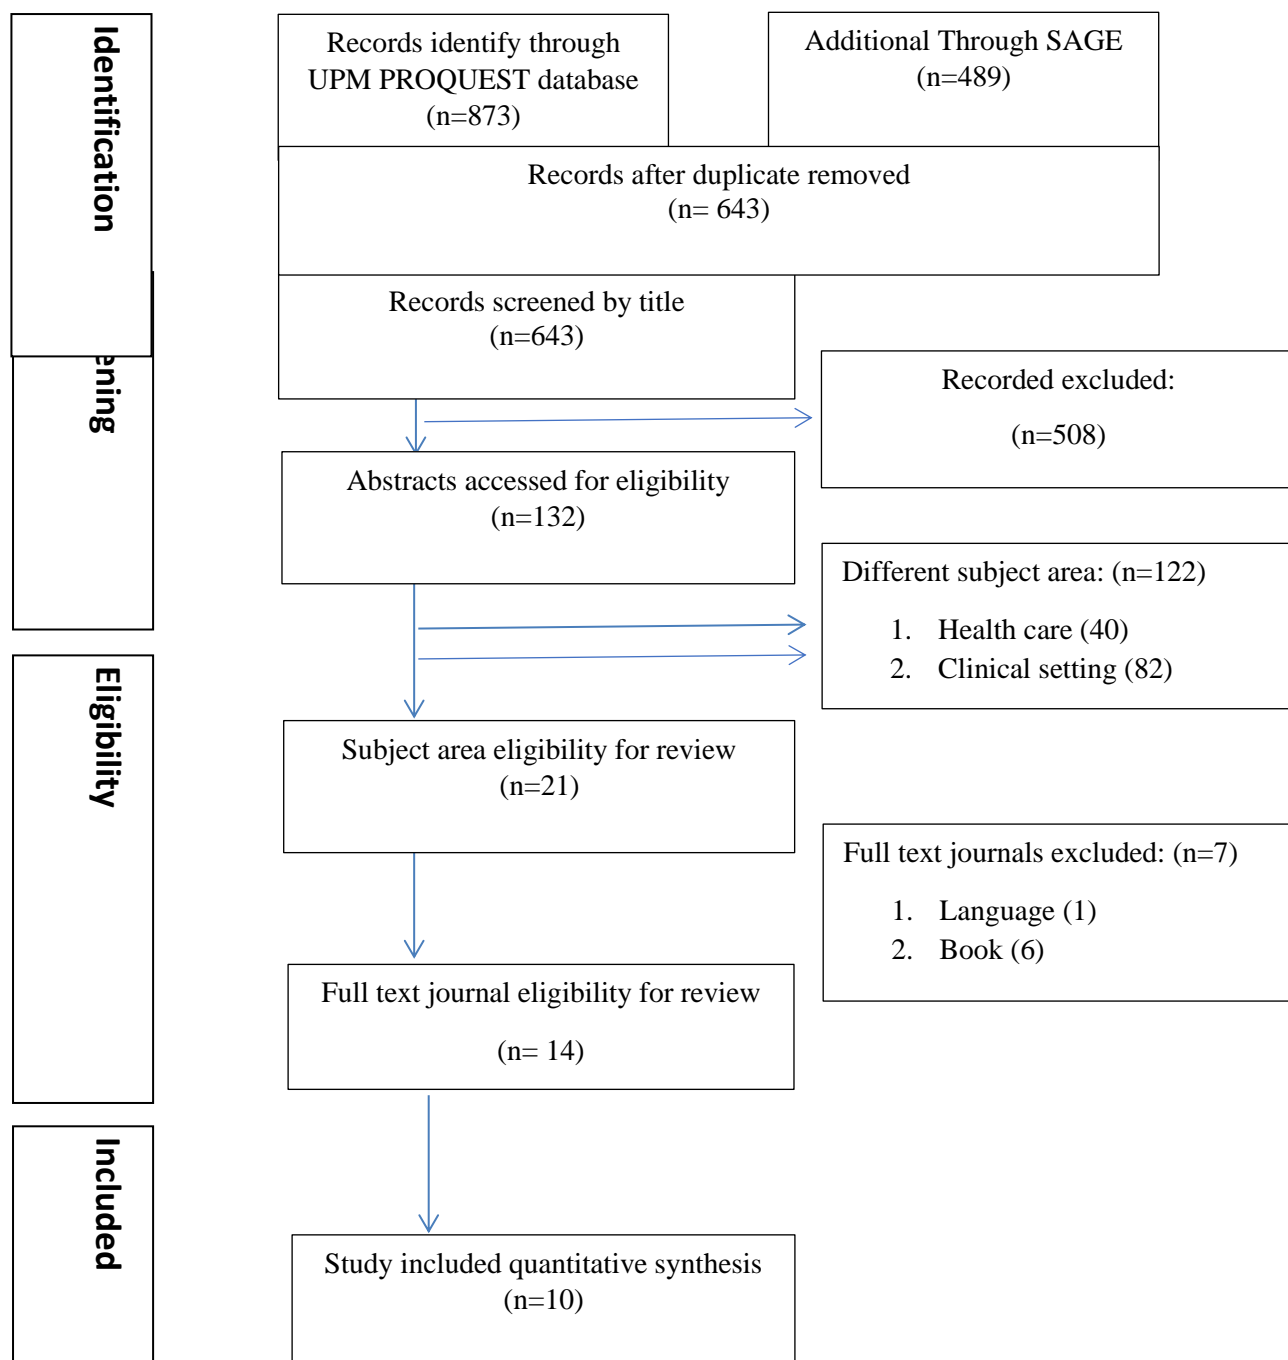 Identification
ening
Eligibility
Included
Records identify through
UPM PROQUEST database
(n=873)
Additional Through SAGE
(n=489)
Records after duplicate removed
(n= 643)
Records screened by title
(n=643)
Recorded excluded:
(n=508)
Abstracts accessed for eligibility
(n=132)
Different subject area: (n=122)
1. Health care (40)
2. Clinical setting (82)
Subject area eligibility for review
(n=21)
Full text journals excluded: (n=7)
1. Language (1)
2. Book (6)
Full text journal eligibility for review
(n= 14)
Study included quantitative synthesis
(n=10)